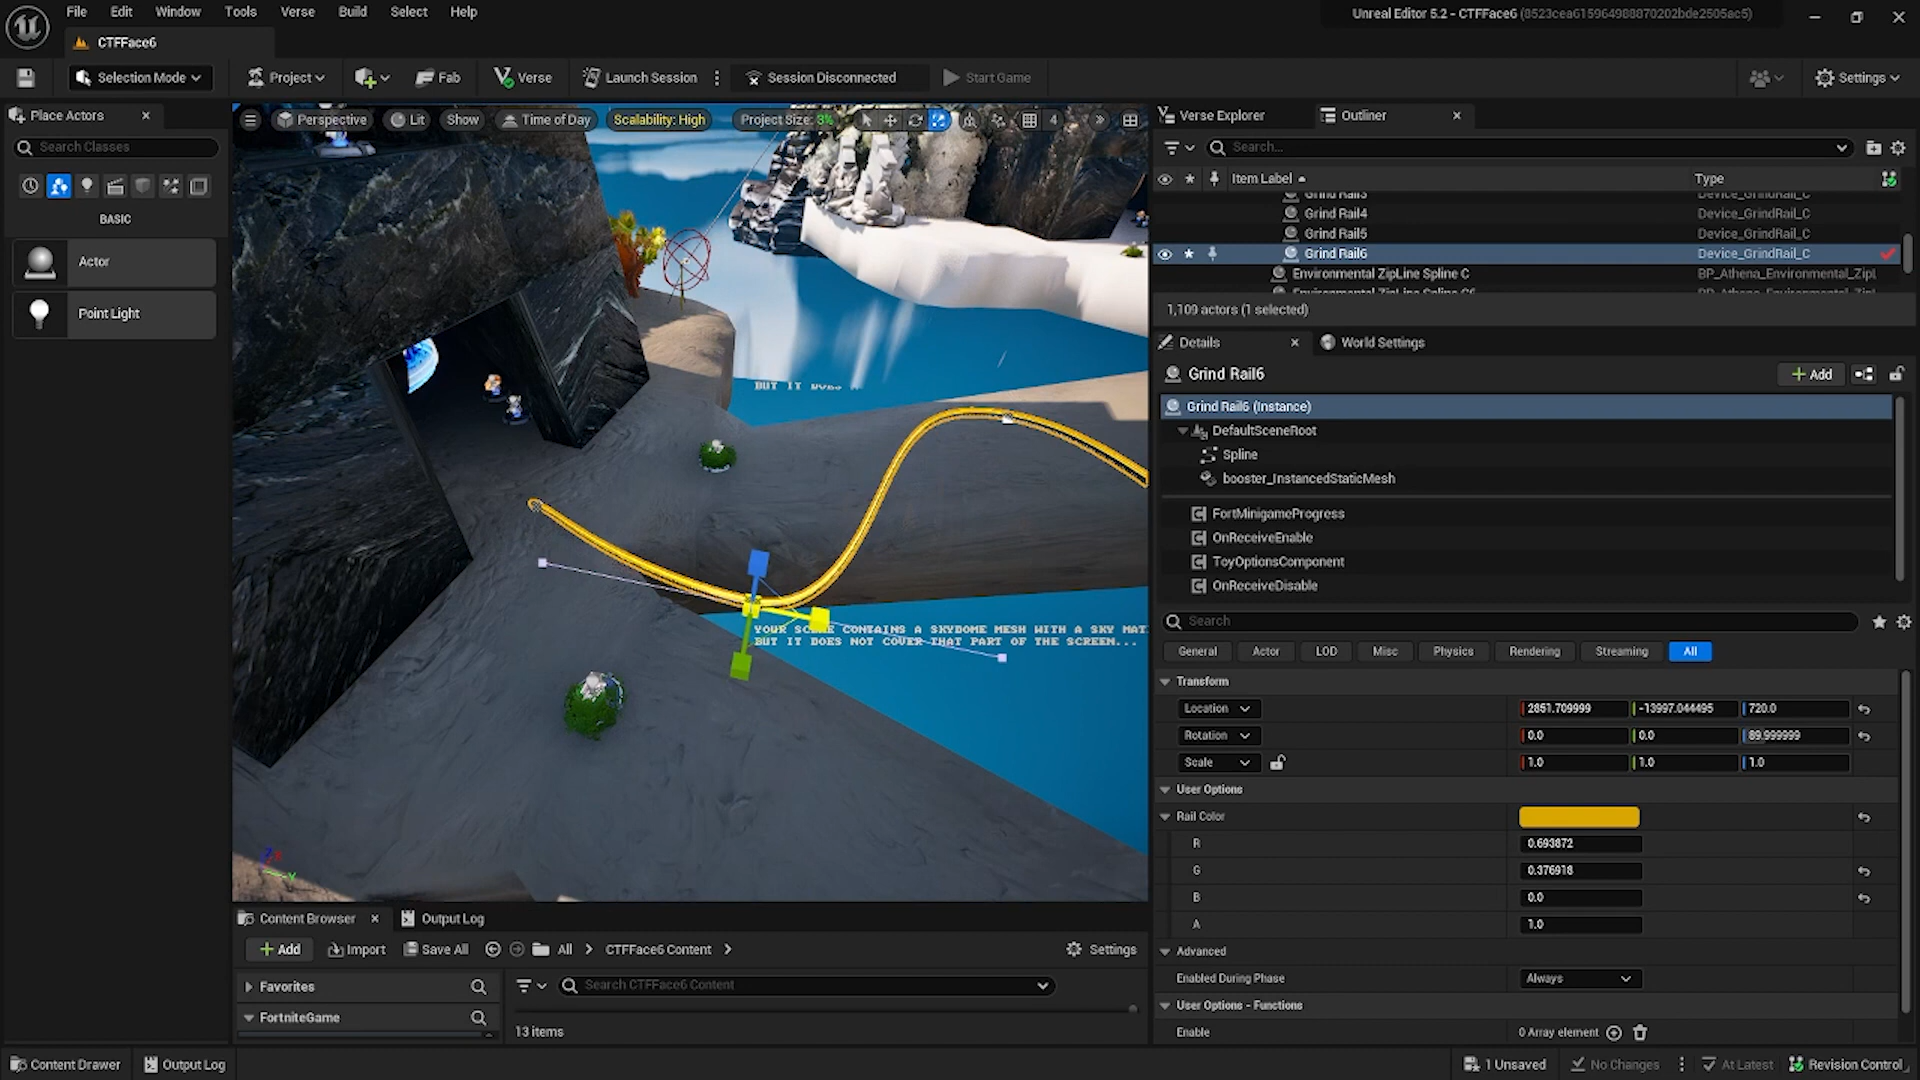 File Edit Window Tools Verse Build Select Help
Unreal Editor 5.2 - CTFFace6 (8523cea615964988870202bde2505ac5)
CTFFace6
Selection Mode
Project
Fab
Verse
Launch Session
Session Disconnected
Start Game
Settings
Place Actors
Search Classes
BASIC
Actor
Point Light
Perspective
Lit
Show
Time of Day
Scalability: High
Project Size: 3%
4
BUT IT DOES
YOUR SCENE CONTAINS A SKYDOME MESH WITH A SKY MAT
BUT IT DOES NOT COVER THAT PART OF THE SCREEN...
Verse Explorer
Outliner
Search...
Item Label
Type
Grind Rail3 Device_GrindRail_C
Grind Rail4 Device_GrindRail_C
Grind Rail5 Device_GrindRail_C
Grind Rail6 Device_GrindRail_C
Environmental ZipLine Spline C BP_Athena_Environmental_Zipl
1,109 actors (1 selected)
Details
World Settings
Grind Rail6
Add
Grind Rail6 (Instance)
DefaultSceneRoot
Spline
booster_InstancedStaticMesh
FortMinigameProgress
OnReceiveEnable
ToyOptionsComponent
OnReceiveDisable
Search
General Actor LOD Misc Physics Rendering Streaming All
Transform
Location 2851.709999 -13997.044495 720.0
Rotation 0.0 0.0 89.999999
Scale 1.0 1.0 1.0
User Options
Rail Color
R 0.693872
G 0.376918
B 0.0
A 1.0
Advanced
Enabled During Phase Always
User Options - Functions
Enable 0 Array element
Content Browser
Output Log
Add Import Save All All CTFFace6 Content Settings
Favorites
Search CTFFace6 Content
FortniteGame
13 items
Content Drawer
Output Log
1 Unsaved
No Changes
At Latest
Revision Control